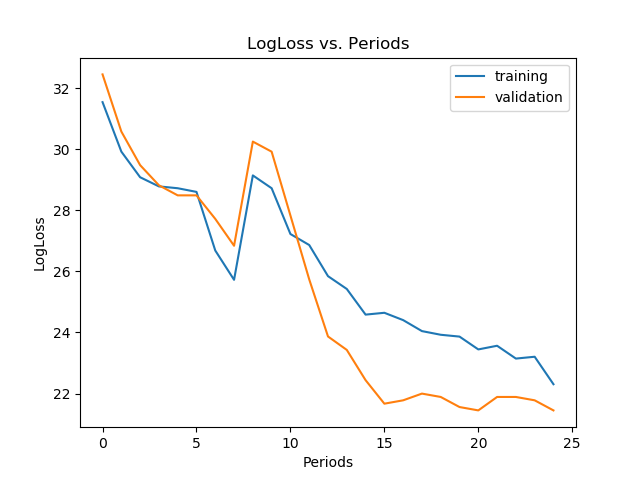 LogLoss vs. Periods
training
validation
LogLoss
32
30
28
26
24
22
0 5 10 15 20 25
Periods